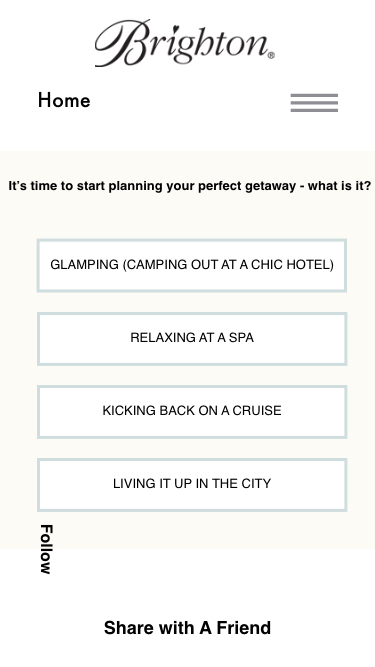 Brighton®
Home
It's time to start planning your perfect getaway - what is it?
GLAMPING (CAMPING OUT AT A CHIC HOTEL)
RELAXING AT A SPA
KICKING BACK ON A CRUISE
LIVING IT UP IN THE CITY
Follow
Share with A Friend